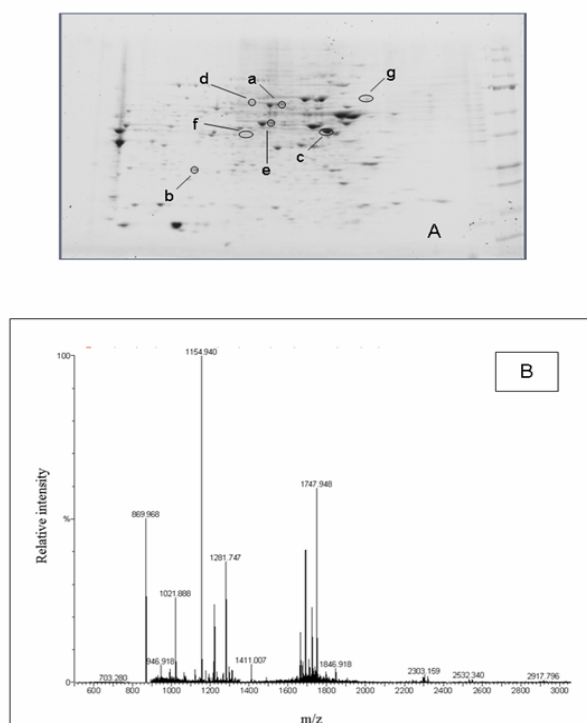 d
a
g
f
e
c
b
A
B
100
%
0
Relative intensity
1154.940
1747.948
869.968
1281.747
1021.888
946.918
703.280
1411.007
1846.918
2303.159
2532.340
2917.796
600 800 1000 1200 1400 1600 1800 2000 2200 2400 2600 2800 3000
m/z